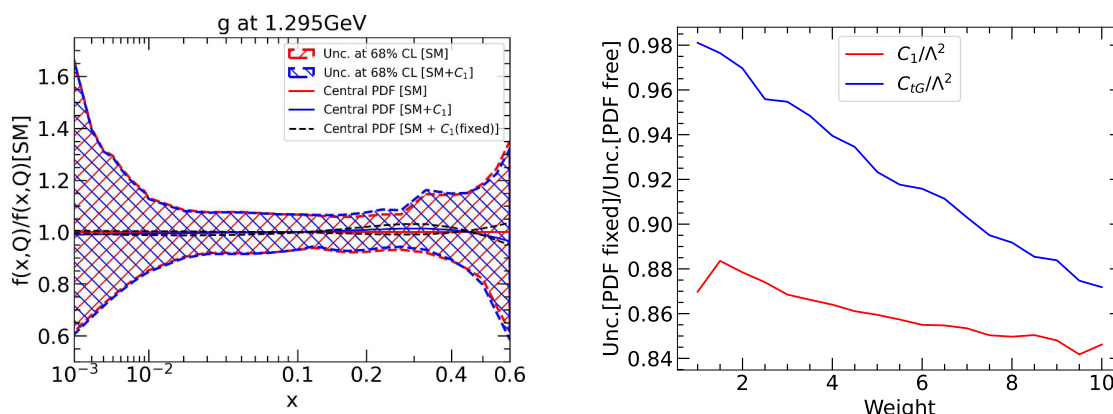 g at 1.295GeV
f(x,Q))/f(x,Q)[SM]
1.6
1.4
1.2
1.0
0.8
0.6
Unc. at 68% CL [SM]
Unc. at 68% CL [SM+C₁]
Central PDF [SM]
Central PDF [SM+C₁]
Central PDF [SM + C₁(fixed)]
10⁻³ 10⁻² 0.1 0.2 0.4 0.6
x
Unc.[PDF fixed]/Unc.[PDF free]
0.98
0.96
0.94
0.92
0.90
0.88
0.86
0.84
C₁/Λ²
C_tG/Λ²
2 4 6 8 10
Weight